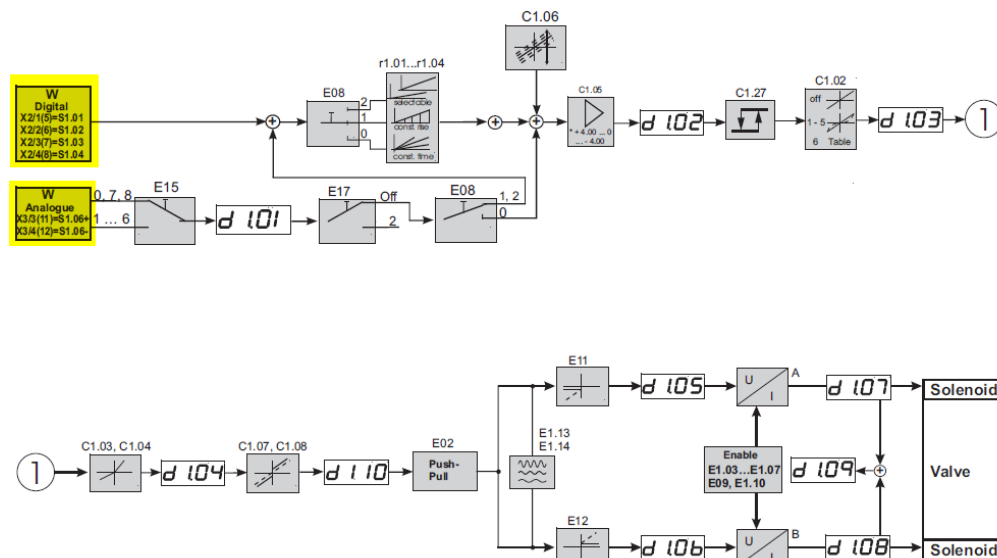 C1.06
r1.01...r1.04
W
Digital
X2/1(5)=S1.01
X2/2(6)=S1.02
X2/3(7)=S1.03
X2/4(8)=S1.04
E08
2
1
0
selectable
const. rise
const. time
C1.05
* + 4.00 ... 0
... - 4.00
d 1.02
C1.27
C1.02
off
1 - 5
6 Table
d 1.03
1
W
Analogue
X3/3(11)=S1.06+
X3/4(12)=S1.06-
0, 7, 8
1 ... 6
E15
d 1.01
E17
Off
2
E08
1, 2
0
1
C1.03, C1.04
d 1.04
C1.07, C1.08
d 1.10
E02
Push-
Pull
E1.13
E1.14
E11
d 1.05
U
I
A
d 1.07
Solenoid
Enable
E1.03...E1.07
E09, E1.10
d 1.09
Valve
E12
d 1.06
U
I
B
d 1.08
Solenoid